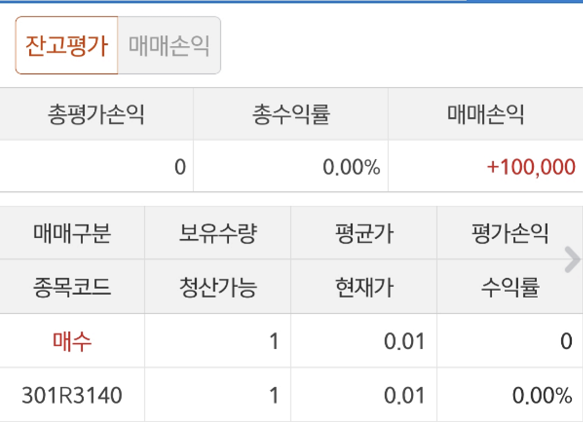 잔고평가 매매손익
총평가손익 총수익률 매매손익
0 0.00% +100,000
매매구분 보유수량 평균가 평가손익
종목코드 청산가능 현재가 수익률
매수 1 0.01 0
301R3140 1 0.01 0.00%